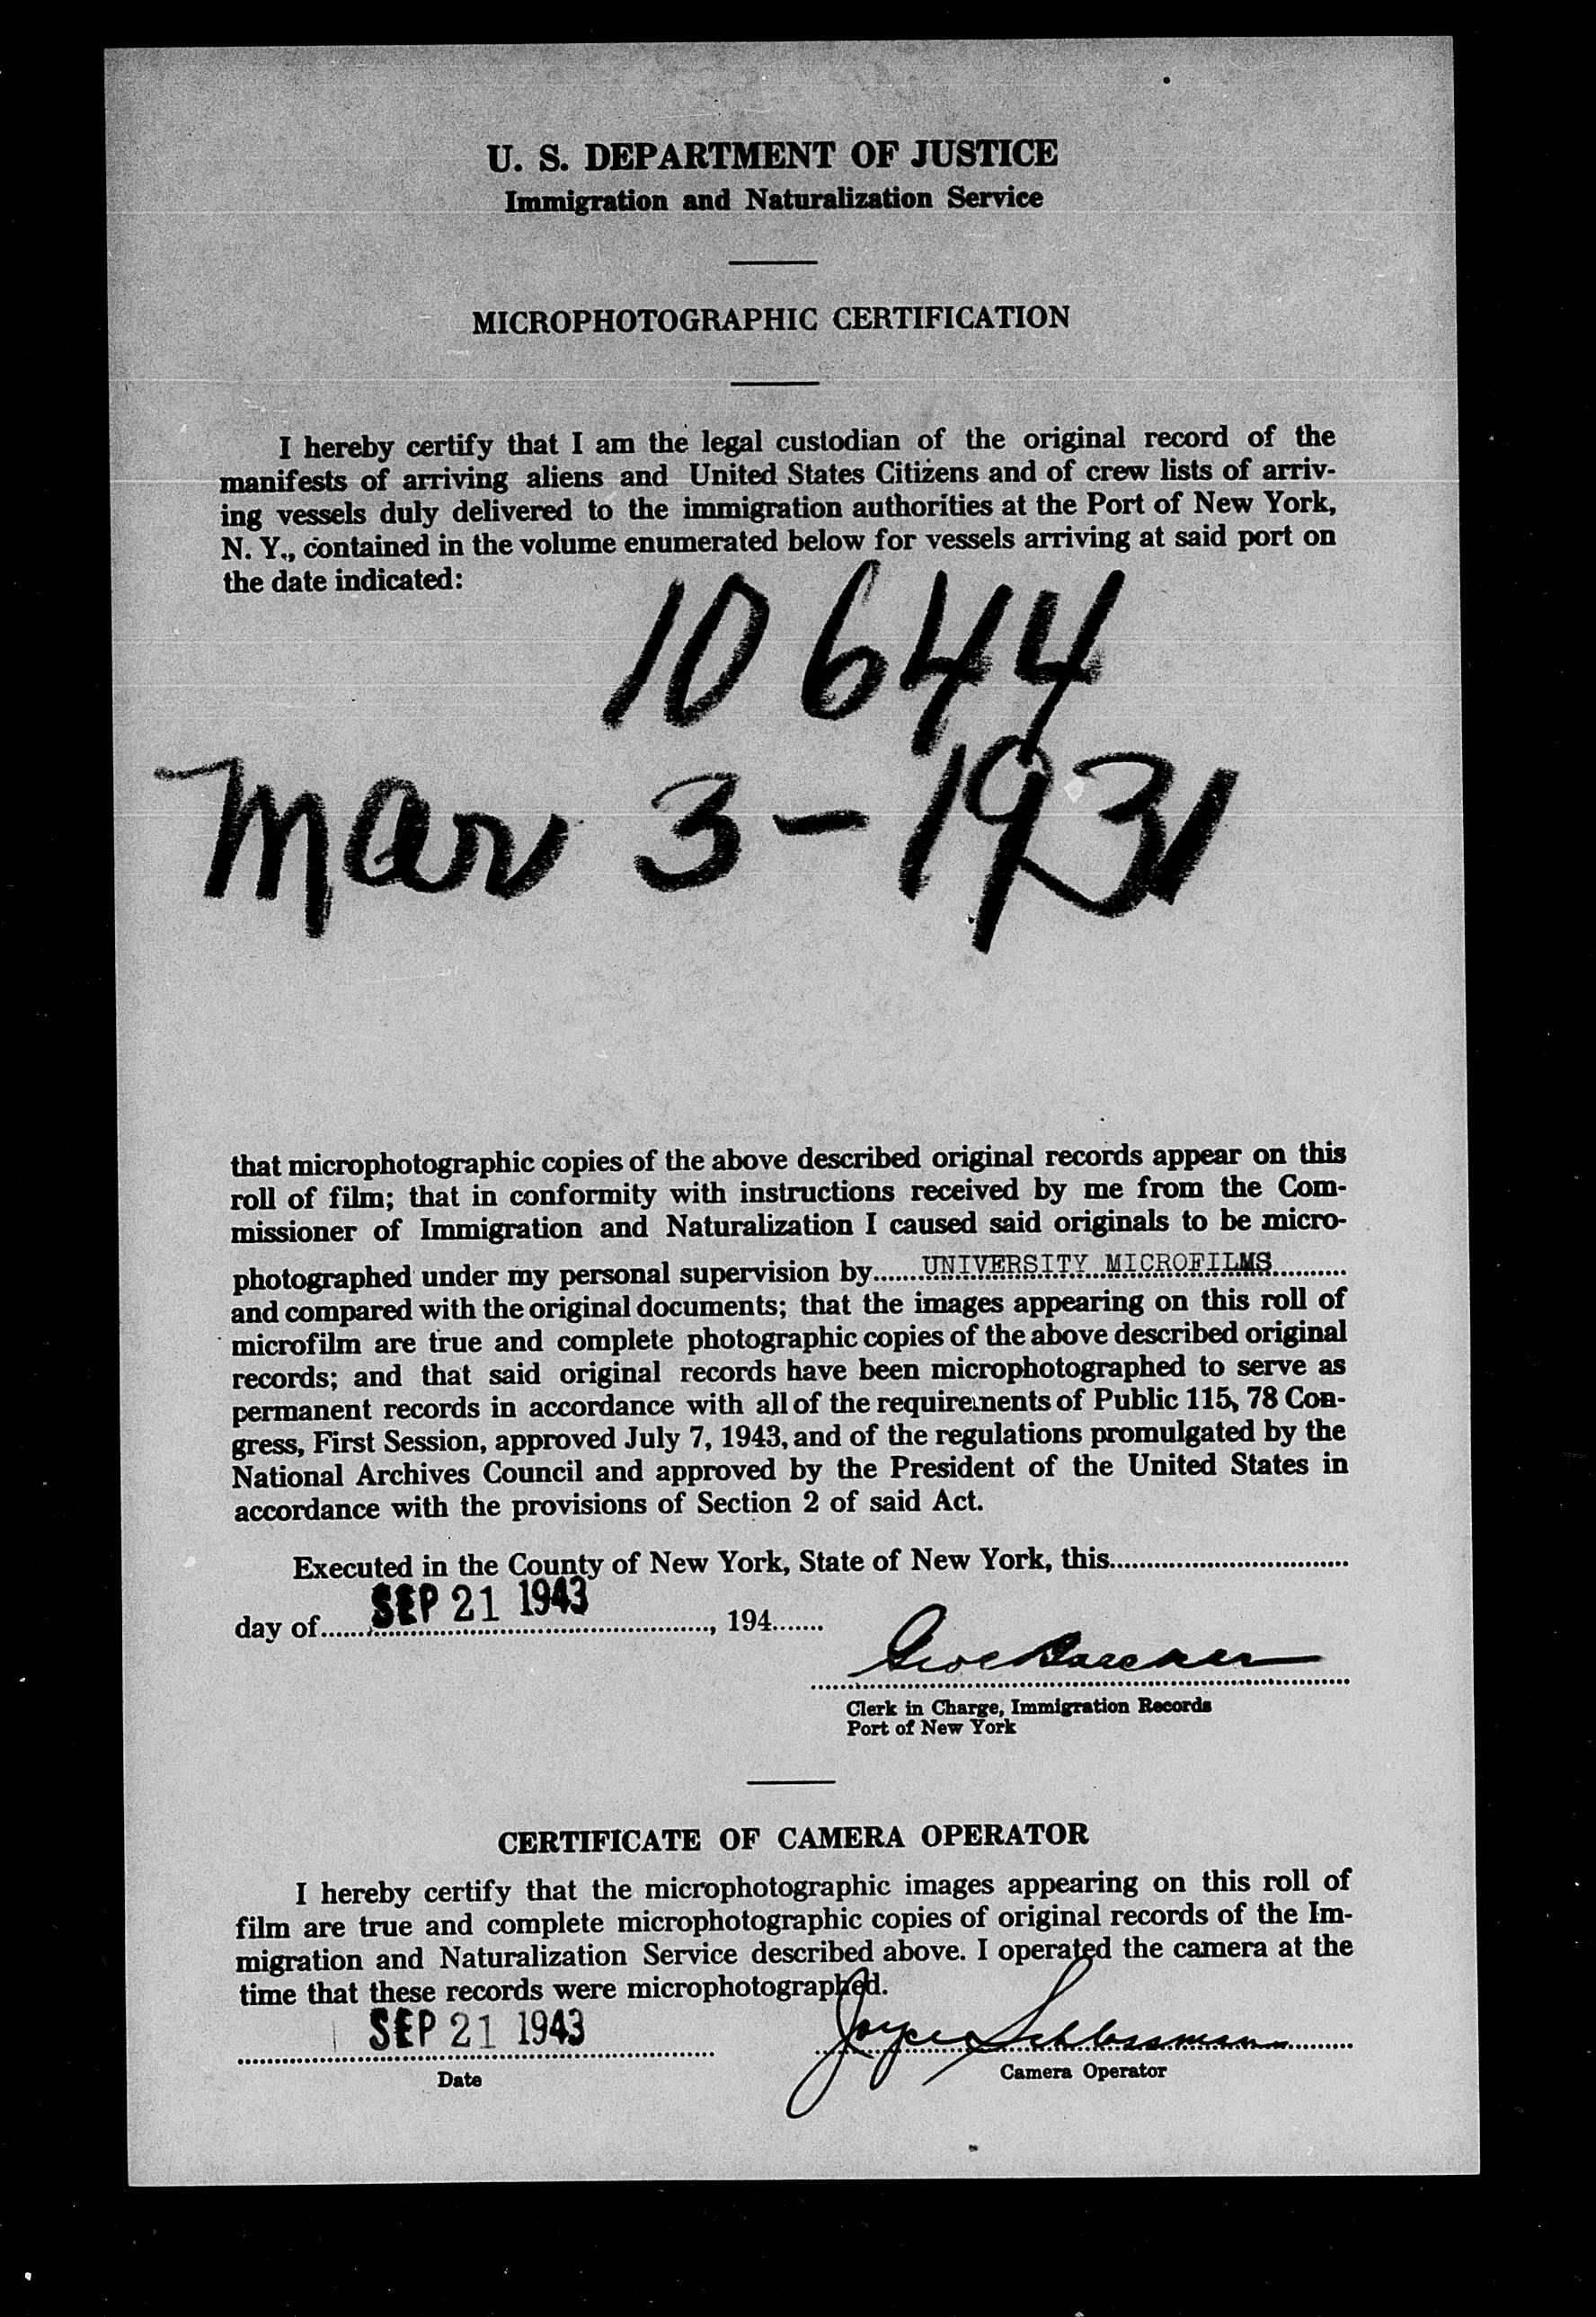 U. S. DEPARTMENT OF JUSTICE
Immigration and Naturalization Service
MICROPHOTOGRAPHIC CERTIFICATION
I hereby certify that I am the legal custodian of the original record of the
manifests of arriving aliens and United States Citizens and of crew lists of arriv-
ing vessels duly delivered to the immigration authorities at the Port of New York,
N. Y., contained in the volume enumerated below for vessels arriving at said port on
the date indicated:
10644
Mar 3-1931
that microphotographic copies of the above described original records appear on this
roll of film; that in conformity with instructions received by me from the Com-
missioner of Immigration and Naturalization I caused said originals to be micro-
photographed under my personal supervision by UNIVERSITY MICROFILMS
and compared with the original documents; that the images appearing on this roll of
microfilm are true and complete photographic copies of the above described original
records; and that said original records have been microphotographed to serve as
permanent records in accordance with all of the requirements of Public 115, 78 Con-
gress, First Session, approved July 7, 1943, and of the regulations promulgated by the
National Archives Council and approved by the President of the United States in
accordance with the provisions of Section 2 of said Act.
Executed in the County of New York, State of New York, this
day of SEP 21 1943, 194
Clerk in Charge, Immigration Records
Port of New York
CERTIFICATE OF CAMERA OPERATOR
I hereby certify that the microphotographic images appearing on this roll of
film are true and complete microphotographic copies of original records of the Im-
migration and Naturalization Service described above. I operated the camera at the
time that these records were microphotographed.
SEP 21 1943 Joyce
Date Camera Operator